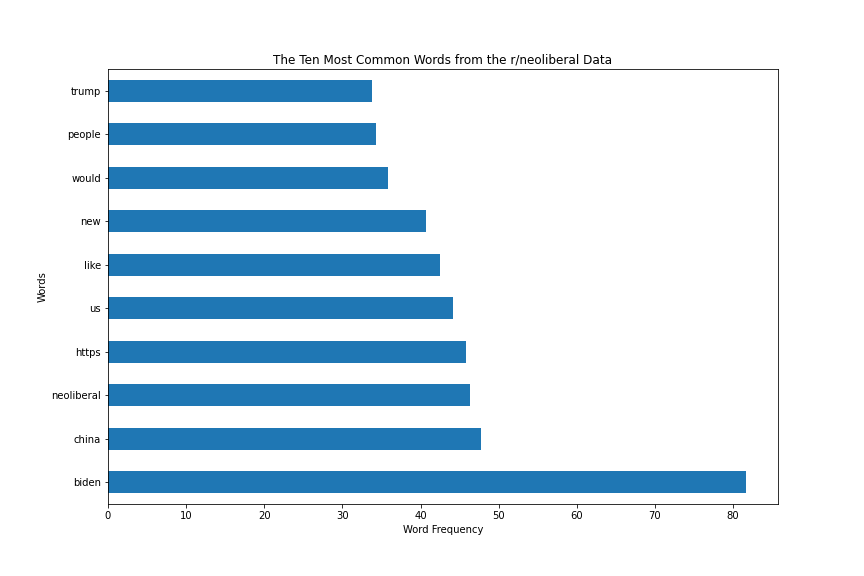 The Ten Most Common Words from the r/neoliberal Data
trump
people
would
new
like
us
https
neoliberal
china
biden
Words
0 10 20 30 40 50 60 70 80
Word Frequency